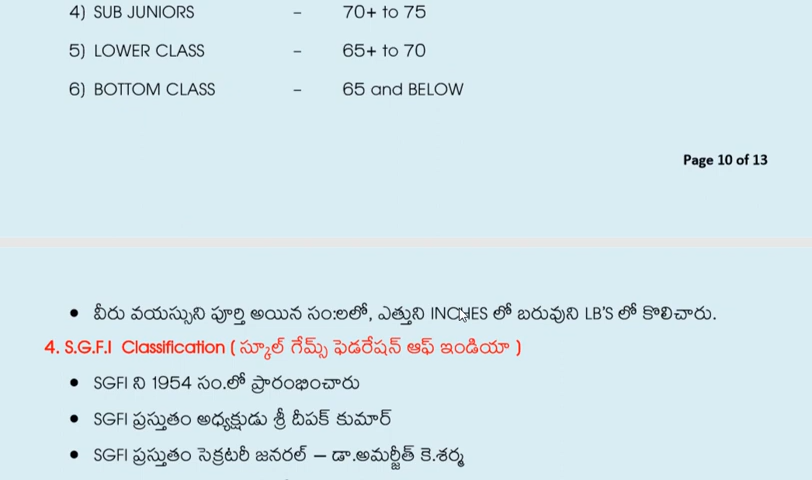 4) SUB JUNIORS – 70+ to 75
5) LOWER CLASS – 65+ to 70
6) BOTTOM CLASS – 65 and BELOW
Page 10 of 13
• వీరు వయస్సుని పూర్తి అయిన సం:లలో, ఎత్తుని INCHES లో బరువుని LB'S లో కొలిచారు.
4. S.G.F.I Classification ( స్కూల్ గేమ్స్ ఫెడరేషన్ ఆఫ్ ఇండియా )
• SGFI ని 1954 సం.లో ప్రారంభించారు
• SGFI ప్రస్తుతం అధ్యక్షుడు శ్రీ దీపక్ కుమార్
• SGFI ప్రస్తుతం సెక్రటరీ జనరల్ – డా.అమర్జీత్ కె.శర్మ